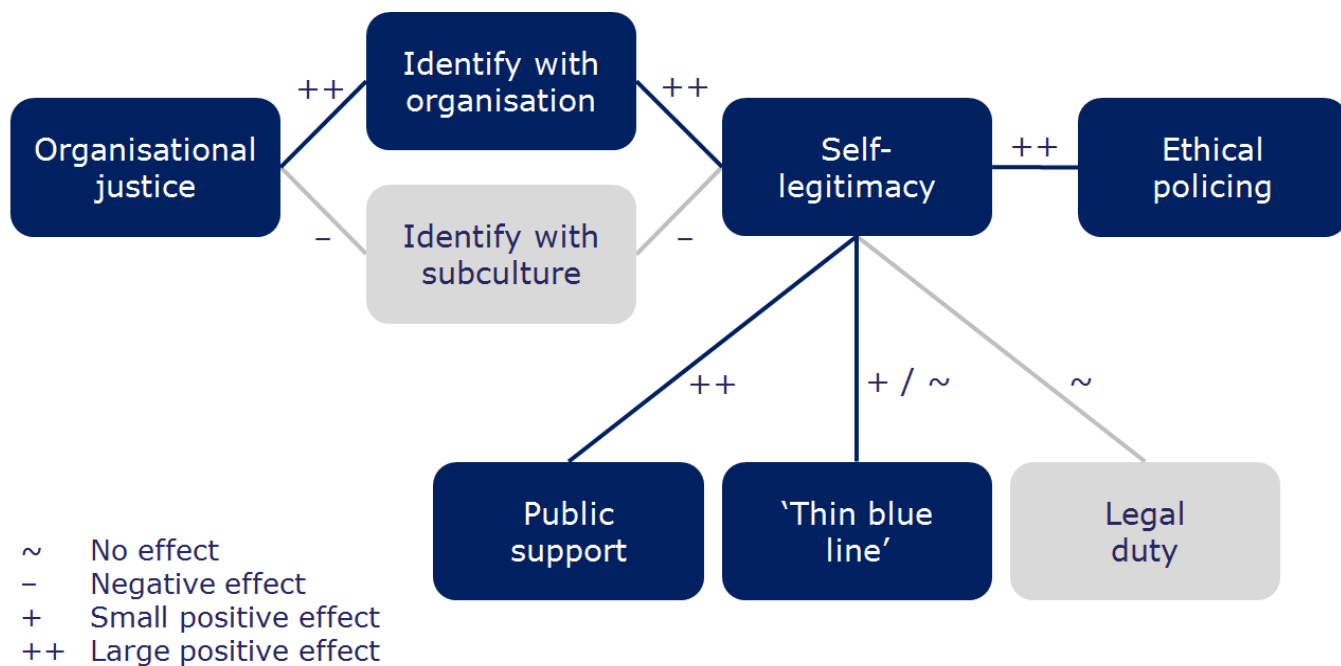 Organisational
justice
++
–
Identify with
organisation
Identify with
subculture
++
–
Self-
legitimacy
++
Ethical
policing
++
+ / ~
~
Public
support
‘Thin blue
line’
Legal
duty
~ No effect
– Negative effect
+ Small positive effect
++ Large positive effect